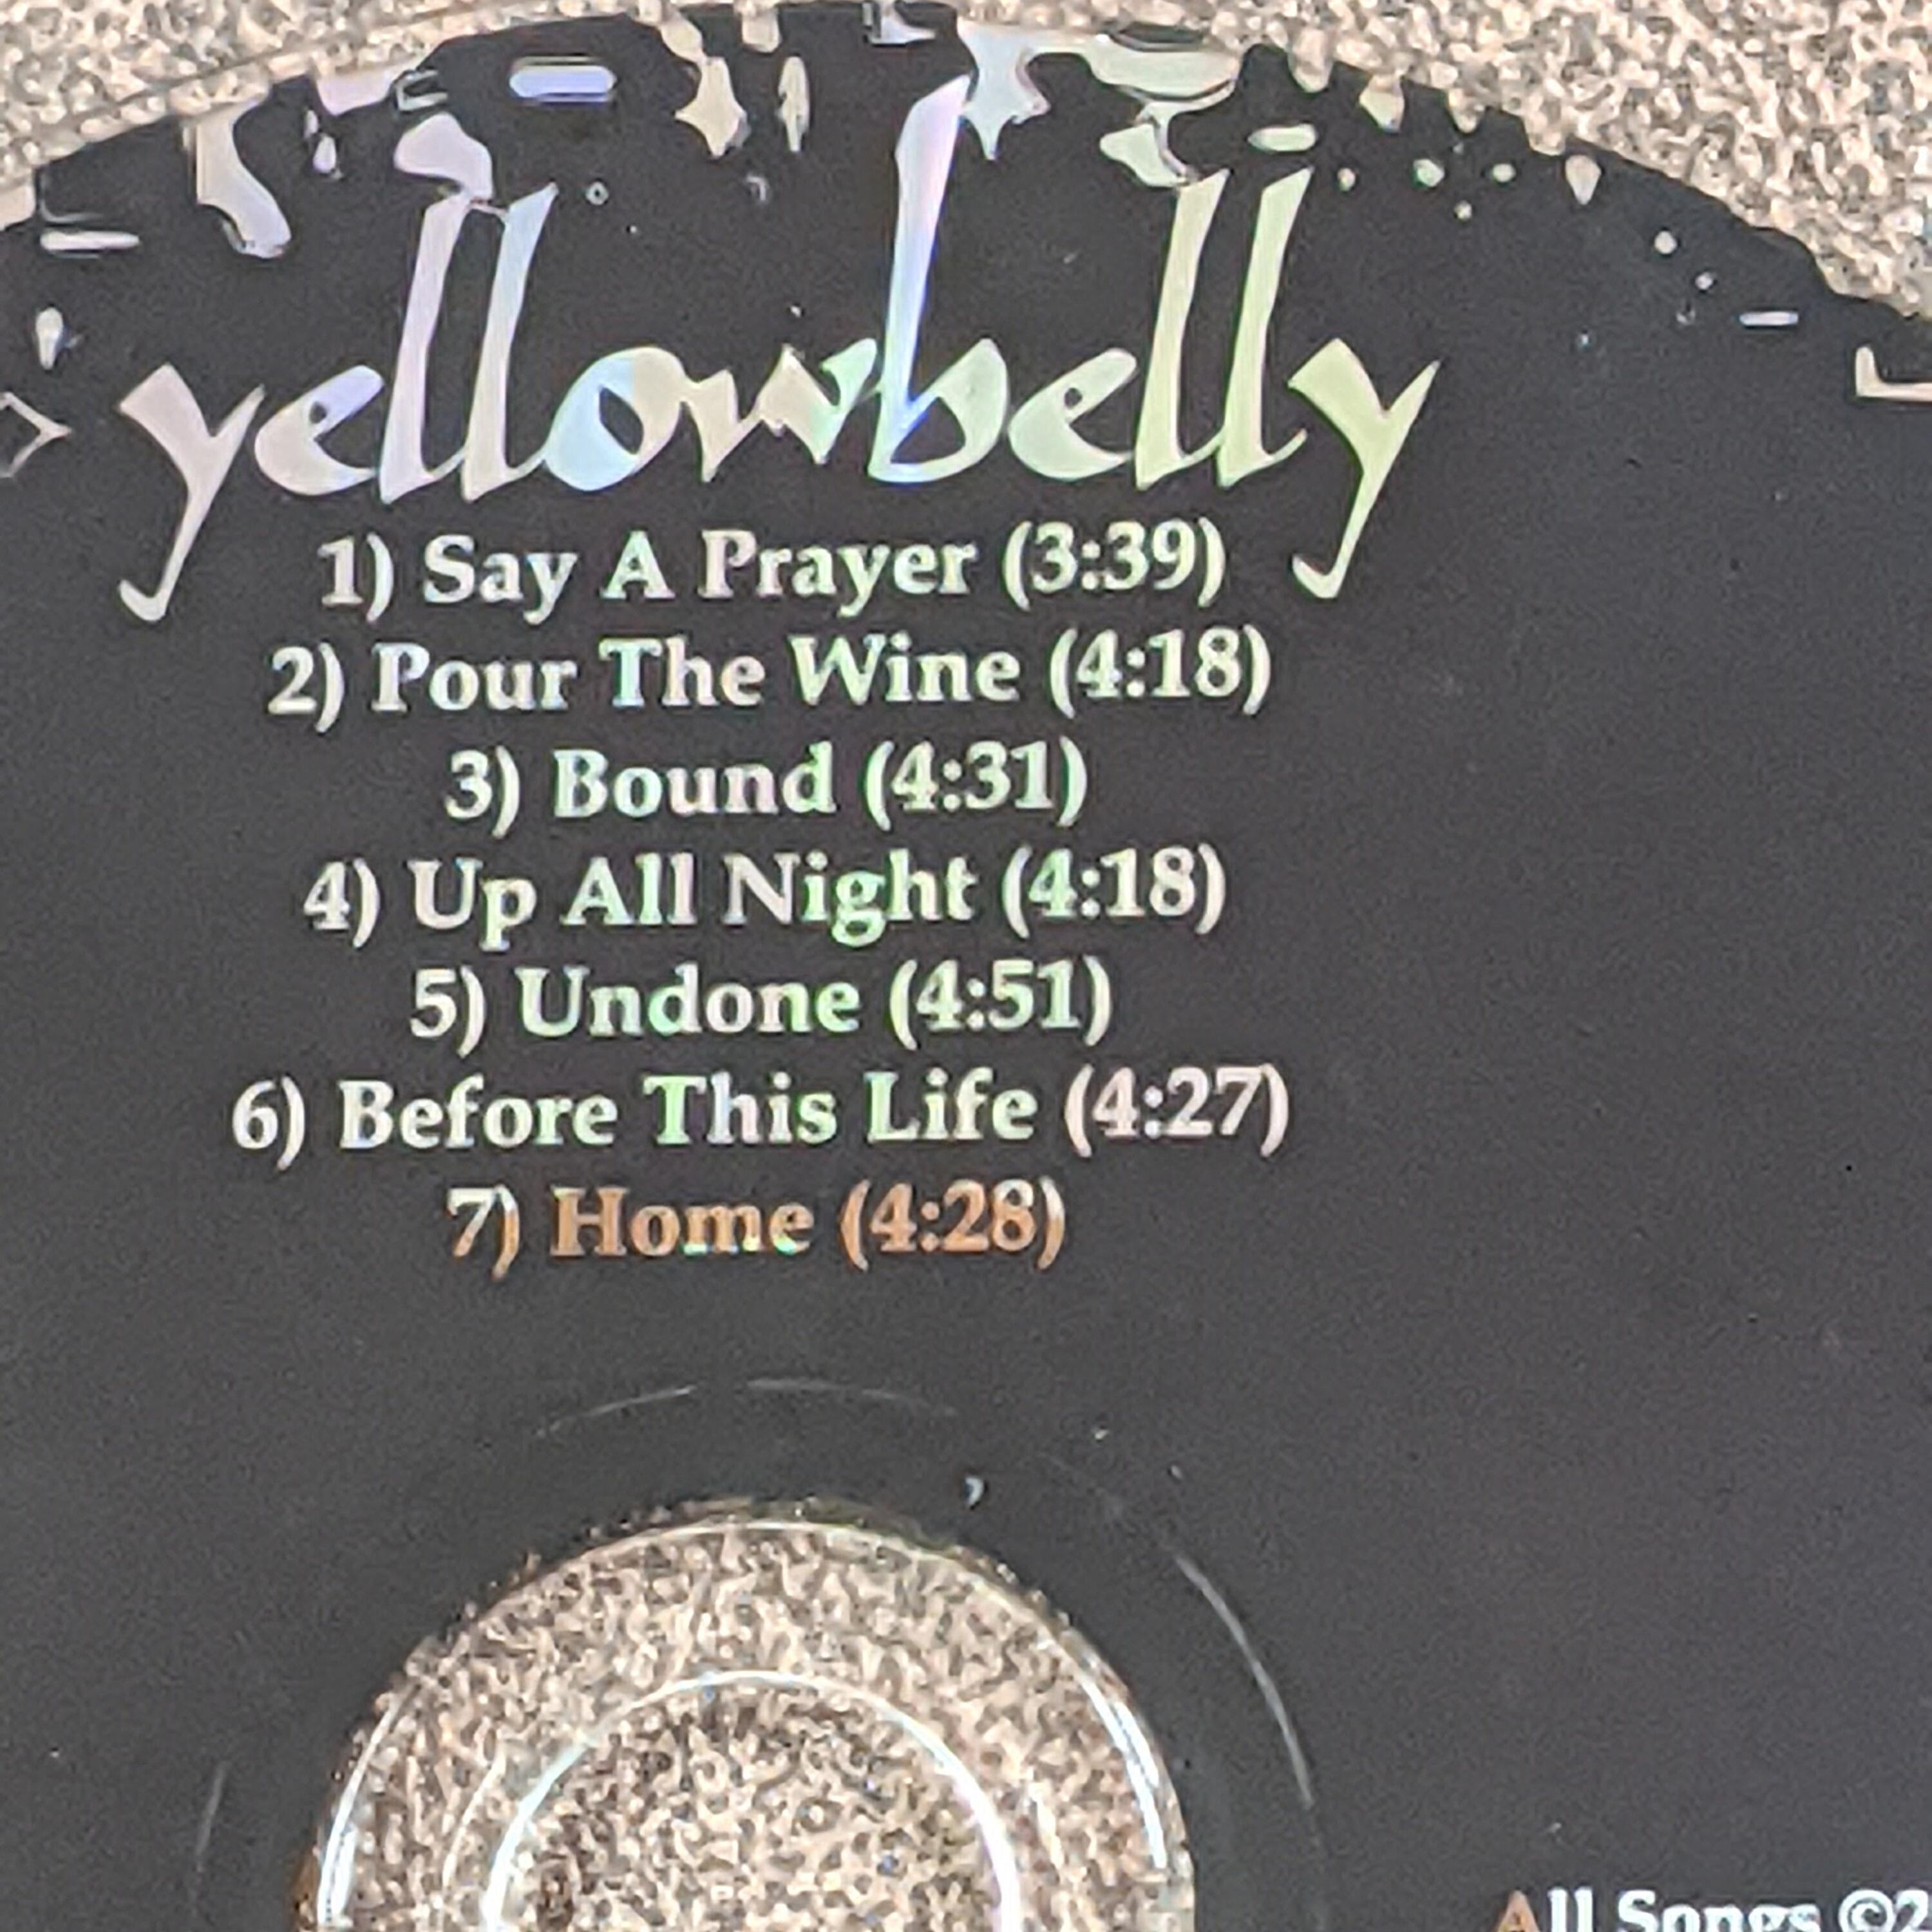 yellowbelly
1) Say A Prayer (3:39)
2) Pour The Wine (4:18)
3) Bound (4:31)
4) Up All Night (4:18)
5) Undone (4:51)
6) Before This Life (4:27)
7) Home (4:28)
All Songs ©2